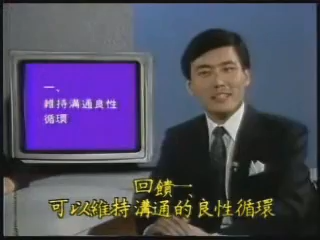 一、
維持溝通良性
循環
回饋—
可以維持溝通的良性循環